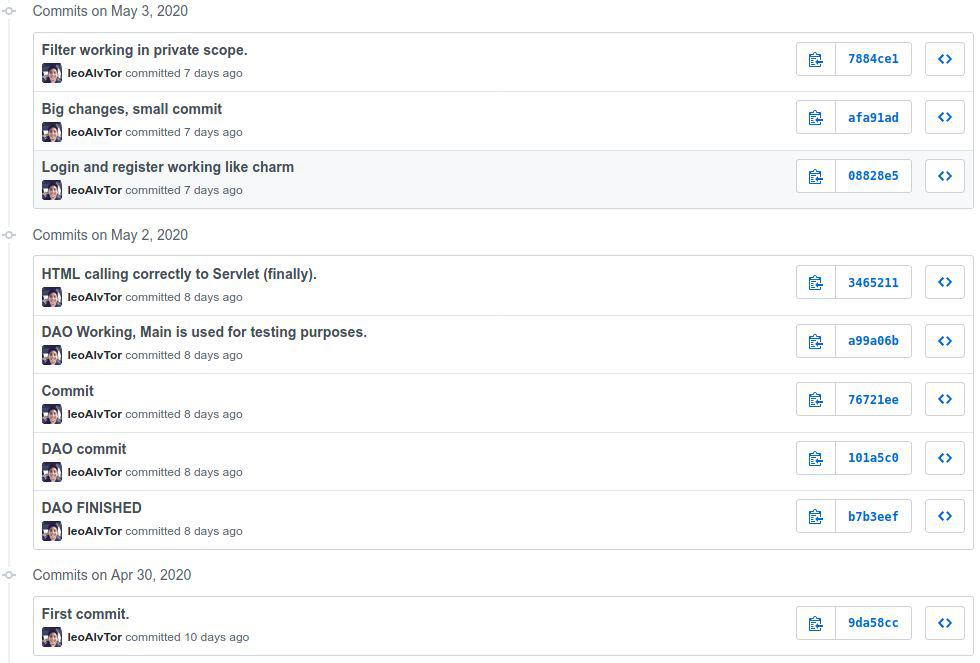 Commits on May 3, 2020
Filter working in private scope.
leoAlvTor committed 7 days ago
7884ce1
Big changes, small commit
leoAlvTor committed 7 days ago
afa91ad
Login and register working like charm
leoAlvTor committed 7 days ago
08828e5
Commits on May 2, 2020
HTML calling correctly to Servlet (finally).
leoAlvTor committed 8 days ago
3465211
DAO Working, Main is used for testing purposes.
leoAlvTor committed 8 days ago
a99a06b
Commit
leoAlvTor committed 8 days ago
76721ee
DAO commit
leoAlvTor committed 8 days ago
101a5c0
DAO FINISHED
leoAlvTor committed 8 days ago
b7b3eef
Commits on Apr 30, 2020
First commit.
leoAlvTor committed 10 days ago
9da58cc